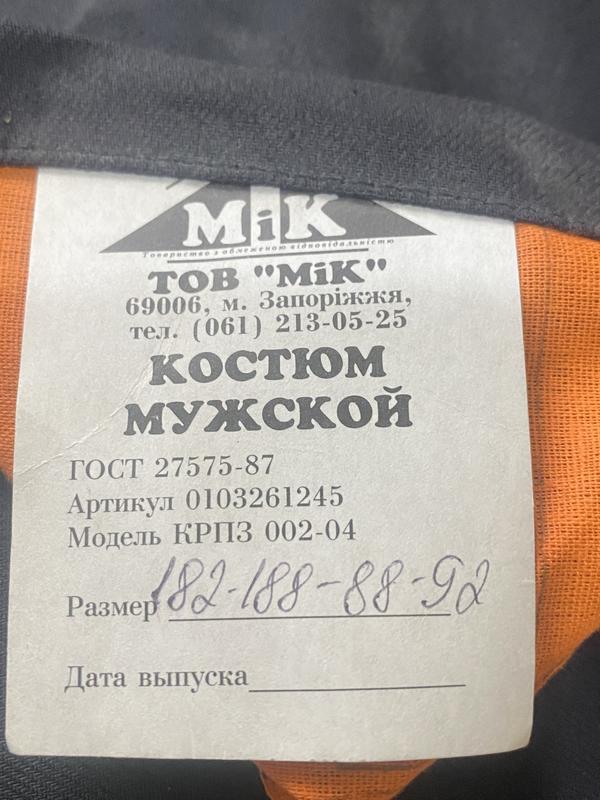 МіК
Товариство з обмеженою відповідальністю
ТОВ "МіК"
69006, м. Запоріжжя,
тел. (061) 213-05-25
КОСТЮМ
МУЖСКОЙ
ГОСТ 27575-87
Артикул 0103261245
Модель КРПЗ 002-04
Размер 182-188-88-92
Дата выпуска